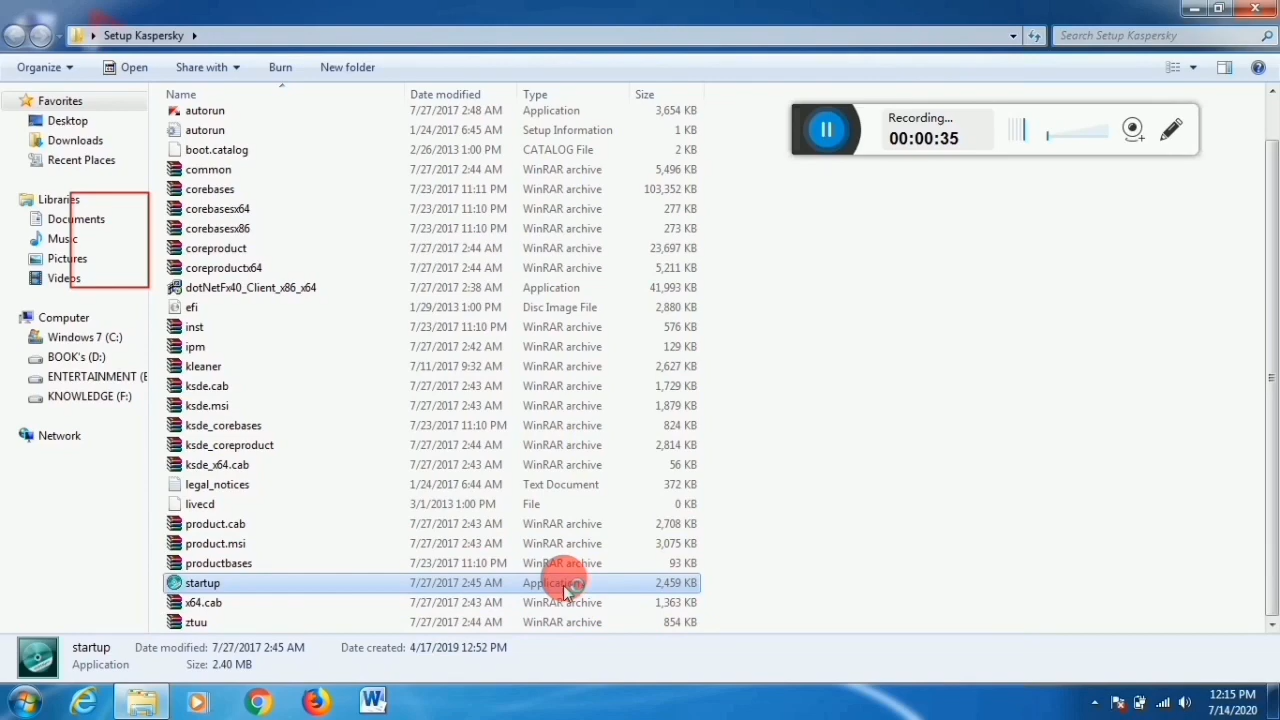 Setup Kaspersky
Search Setup Kaspersky
Organize Open Share with Burn New folder
Recording...
00:00:35
Favorites
Desktop
Downloads
Recent Places
Libraries
Documents
Music
Pictures
Videos
Computer
Windows 7 (C:)
BOOK's (D:)
ENTERTAINMENT (E
KNOWLEDGE (F:)
Network
Name Date modified Type Size
autorun 7/27/2017 2:48 AM Application 3,654 KB
autorun 1/24/2017 6:45 AM Setup Information 1 KB
boot.catalog 2/26/2013 1:00 PM CATALOG File 2 KB
common 7/27/2017 2:44 AM WinRAR archive 5,496 KB
corebases 7/23/2017 11:11 PM WinRAR archive 103,352 KB
corebasesx64 7/23/2017 11:10 PM WinRAR archive 277 KB
corebasesx86 7/23/2017 11:10 PM WinRAR archive 273 KB
coreproduct 7/27/2017 2:44 AM WinRAR archive 23,697 KB
coreproductx64 7/27/2017 2:44 AM WinRAR archive 5,211 KB
dotNetFx40_Client_x86_x64 7/27/2017 2:38 AM Application 41,993 KB
efi 1/29/2013 1:00 PM Disc Image File 2,880 KB
inst 7/23/2017 11:10 PM WinRAR archive 576 KB
ipm 7/27/2017 2:42 AM WinRAR archive 129 KB
kleaner 7/11/2017 9:32 AM WinRAR archive 2,627 KB
ksde.cab 7/27/2017 2:43 AM WinRAR archive 1,729 KB
ksde.msi 7/27/2017 2:43 AM WinRAR archive 1,879 KB
ksde_corebases 7/23/2017 11:10 PM WinRAR archive 824 KB
ksde_coreproduct 7/27/2017 2:44 AM WinRAR archive 2,814 KB
ksde_x64.cab 7/27/2017 2:43 AM WinRAR archive 56 KB
legal_notices 1/24/2017 6:44 AM Text Document 372 KB
livecd 3/1/2013 1:00 PM File 0 KB
product.cab 7/27/2017 2:43 AM WinRAR archive 2,708 KB
product.msi 7/27/2017 2:43 AM WinRAR archive 3,075 KB
productbases 7/23/2017 11:10 PM WinRAR archive 93 KB
startup 7/27/2017 2:45 AM Application 2,459 KB
x64.cab 7/27/2017 2:43 AM WinRAR archive 1,363 KB
ztuu 7/27/2017 2:44 AM WinRAR archive 854 KB
startup Date modified: 7/27/2017 2:45 AM Date created: 4/17/2019 12:52 PM
Application Size: 2.40 MB
12:15 PM
7/14/2020